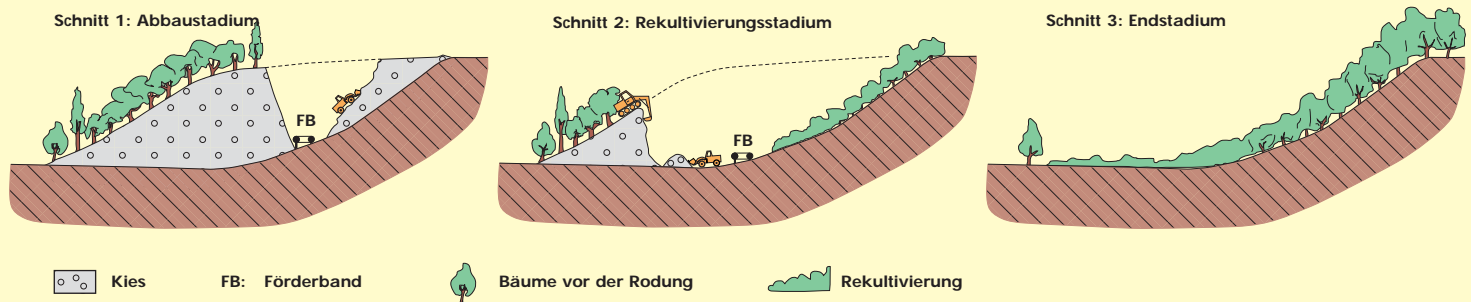 Schnitt 1: Abbaustadium
Schnitt 2: Rekultivierungsstadium
Schnitt 3: Endstadium
FB
FB
Kies
FB: Förderband
Bäume vor der Rodung
Rekultivierung